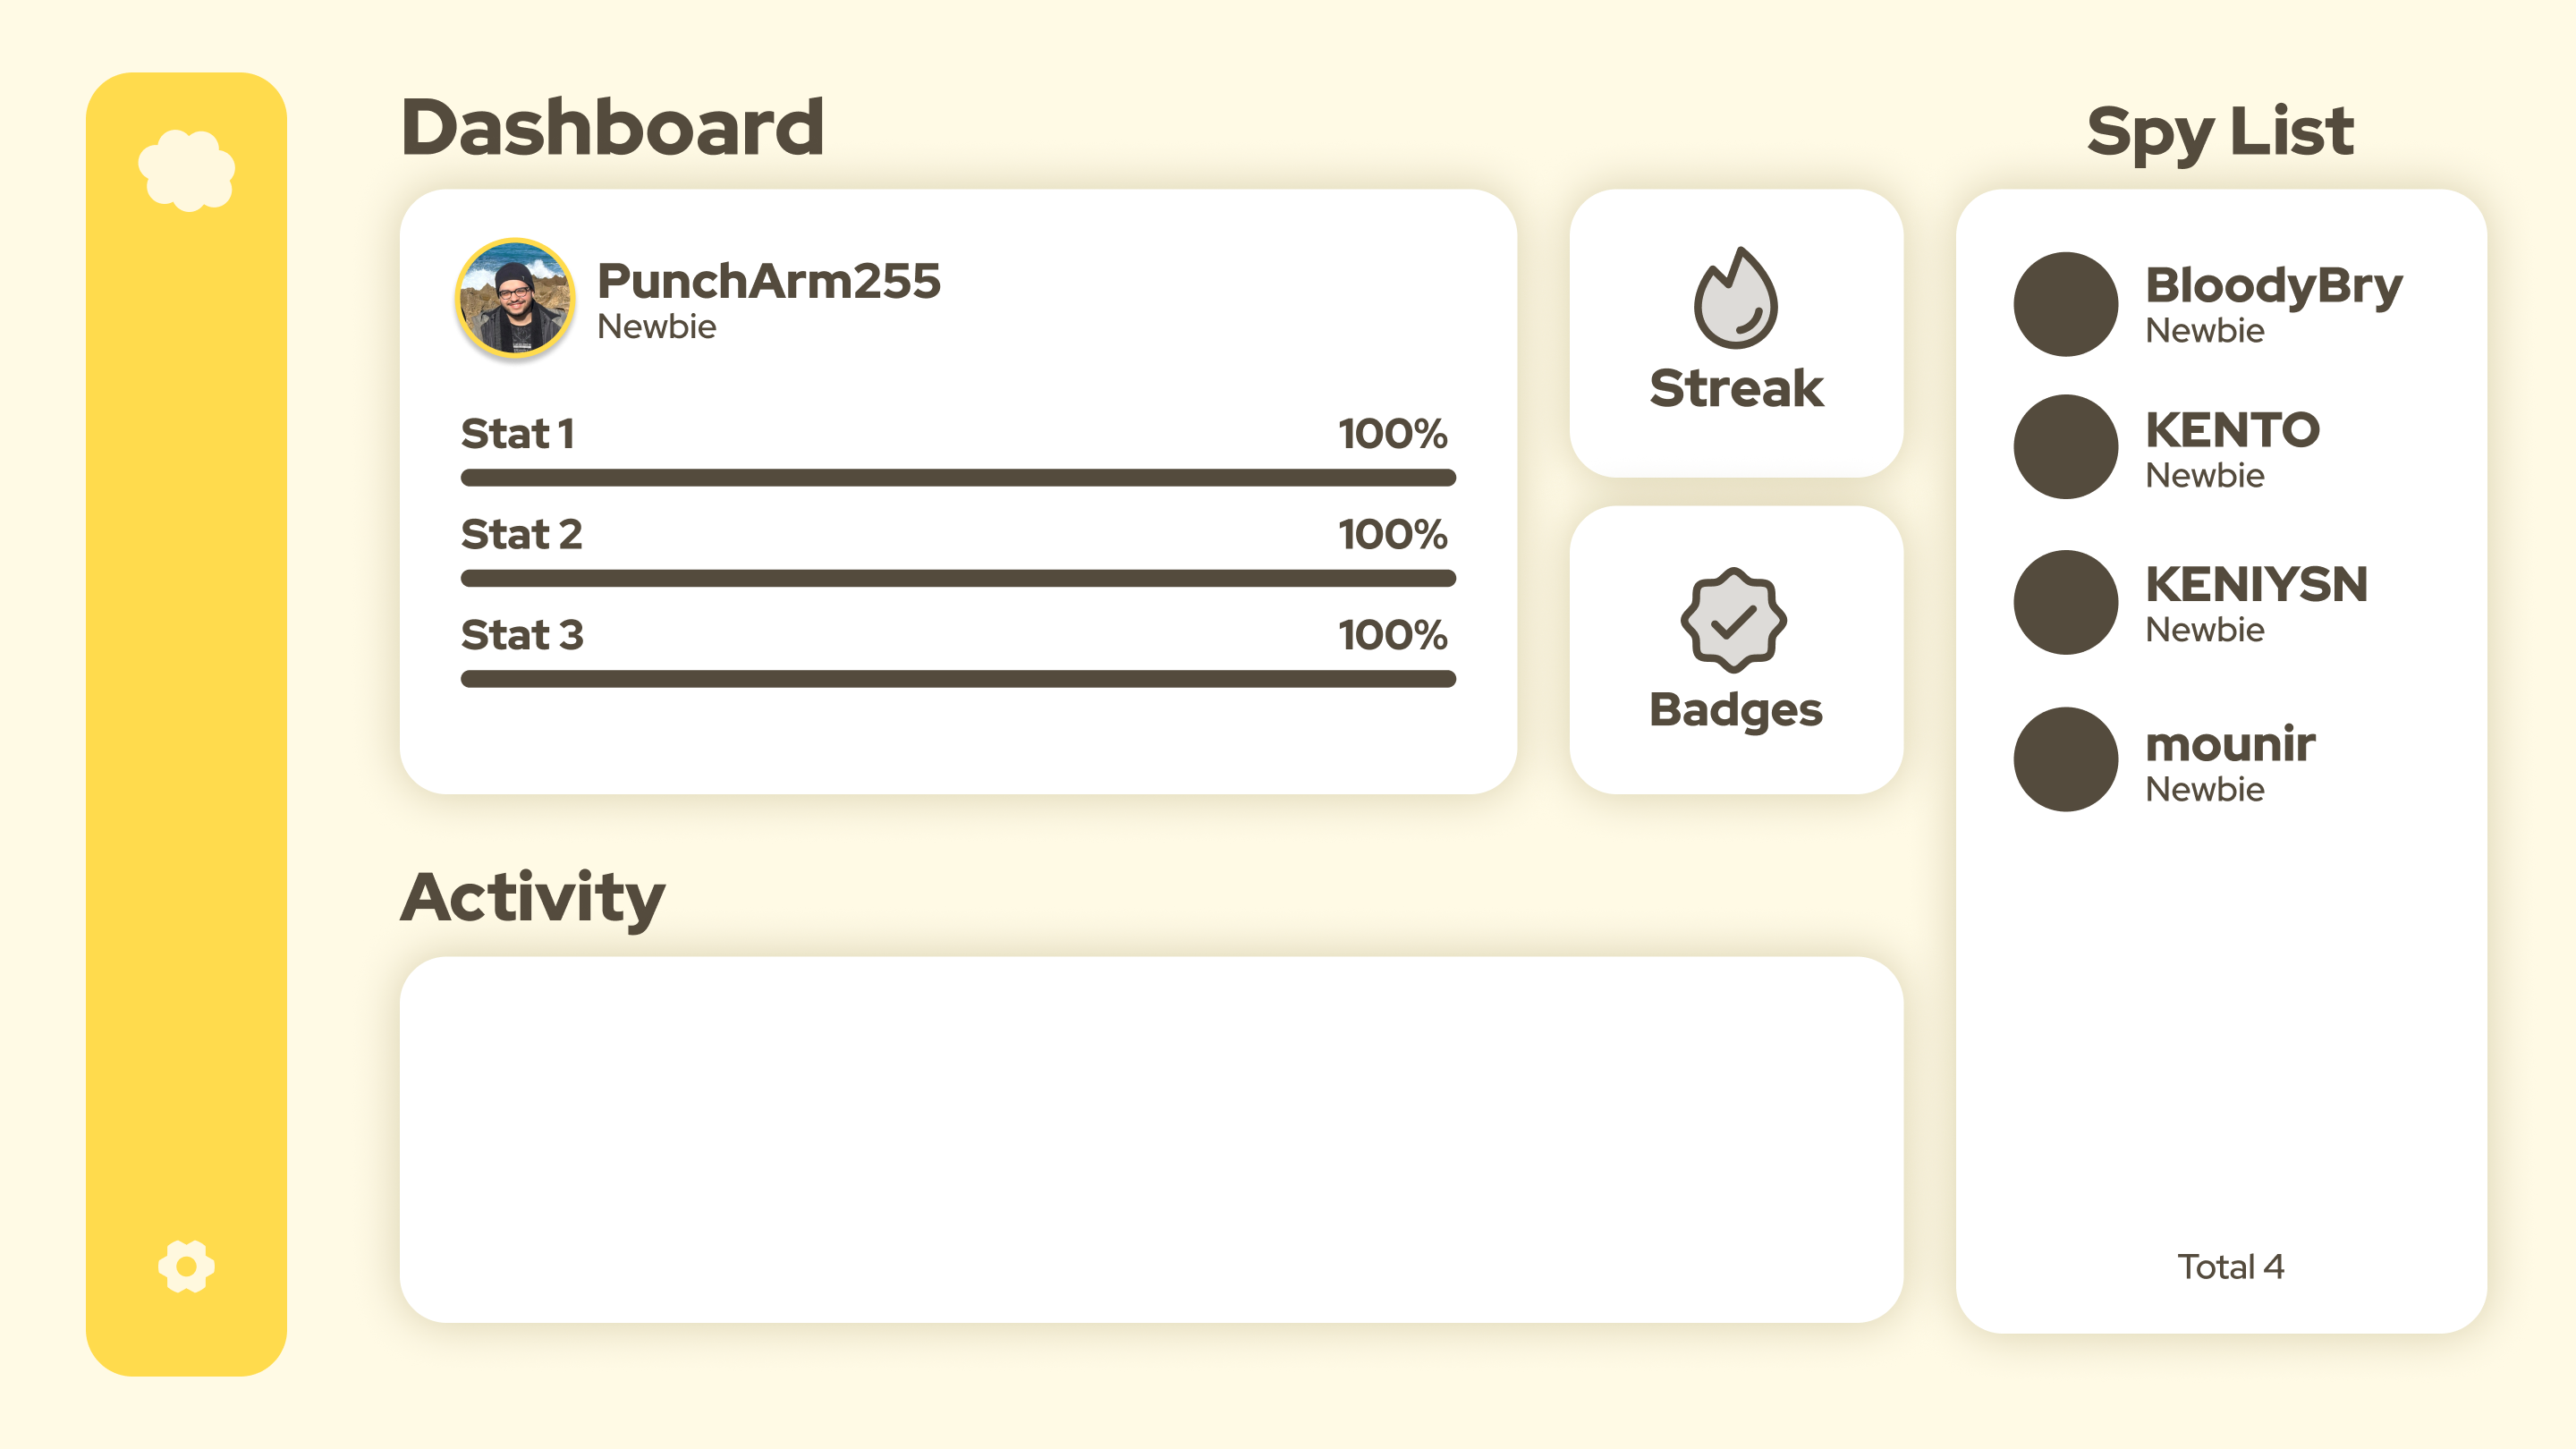 Dashboard
PunchArm255
Newbie
Stat 1 100%
Stat 2 100%
Stat 3 100%
Streak
Badges
Activity
Spy List
BloodyBry
Newbie
KENTO
Newbie
KENIYSN
Newbie
mounir
Newbie
Total 4